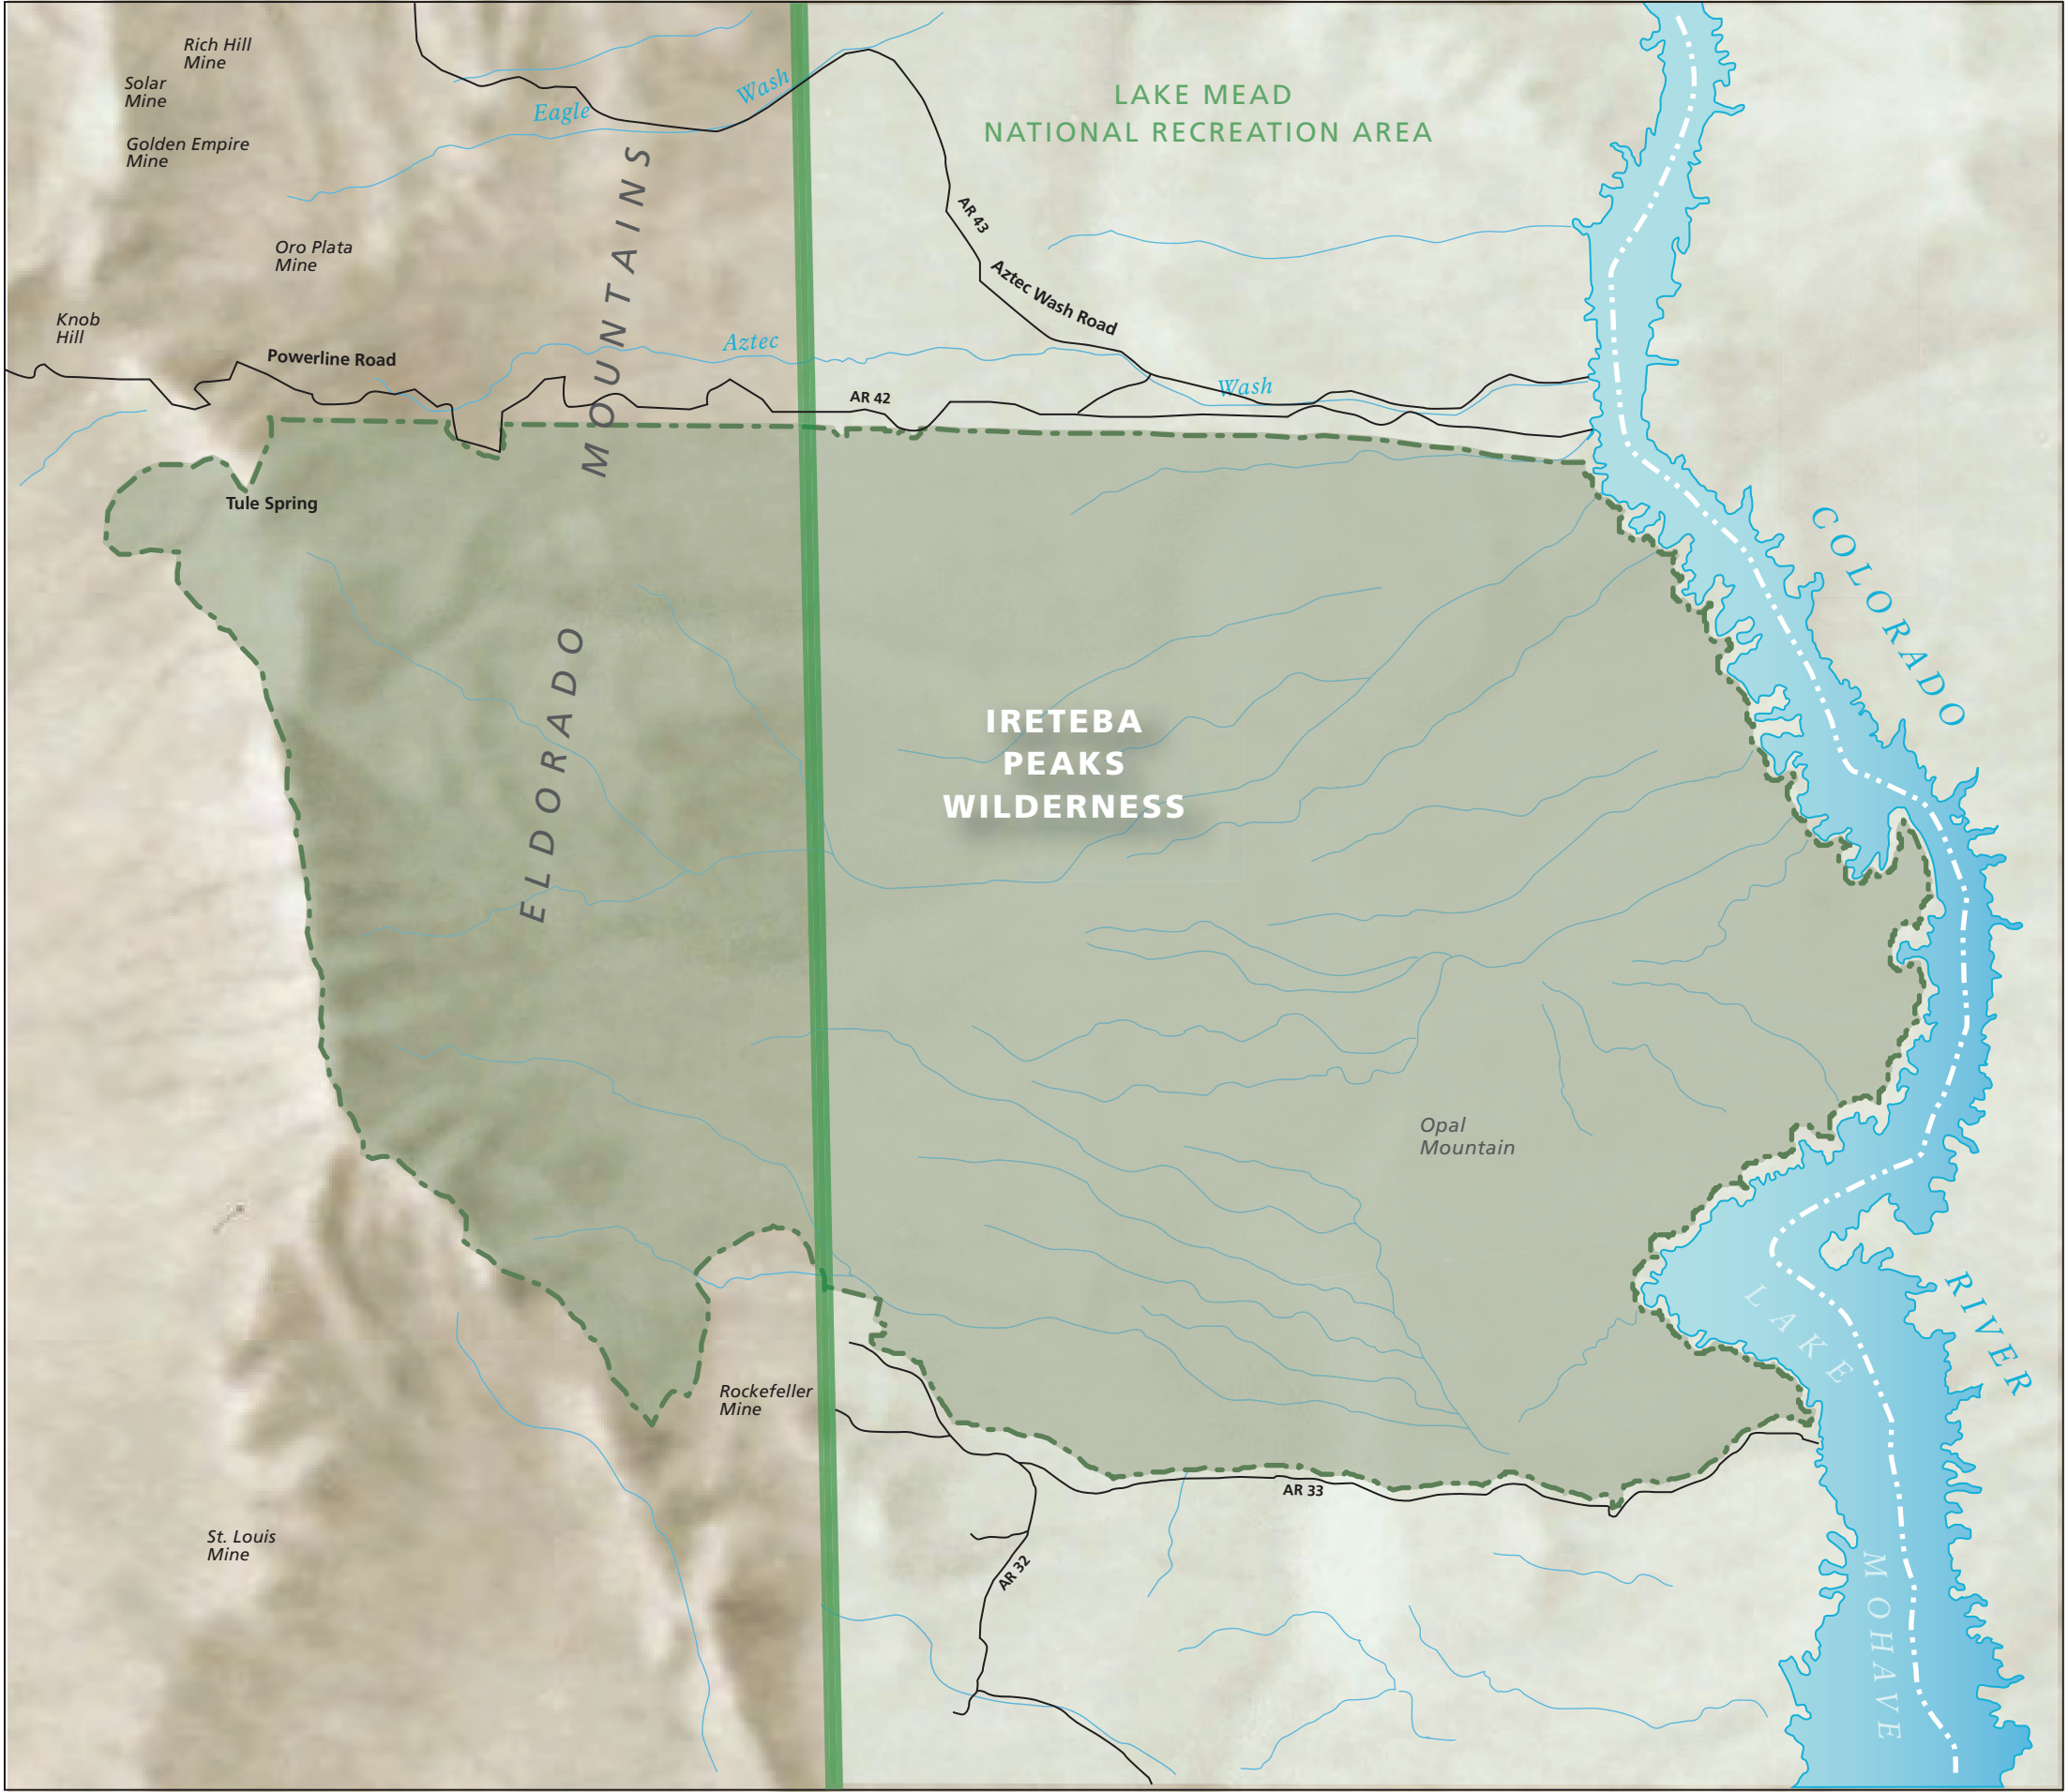 Rich Hill
Mine
Solar
Mine
Golden Empire
Mine
Eagle
Wash
LAKE MEAD
NATIONAL RECREATION AREA
Oro Plata
Mine
AR 43
Aztec Wash Road
Knob
Hill
Powerline Road
Aztec
Wash
AR 42
Tule Spring
ELDORADO
MOUNTAINS
COLORADO
RIVER
IRETEBA
PEAKS
WILDERNESS
Opal
Mountain
LAKE
MOHAVE
Rockefeller
Mine
AR 33
St. Louis
Mine
AR 32